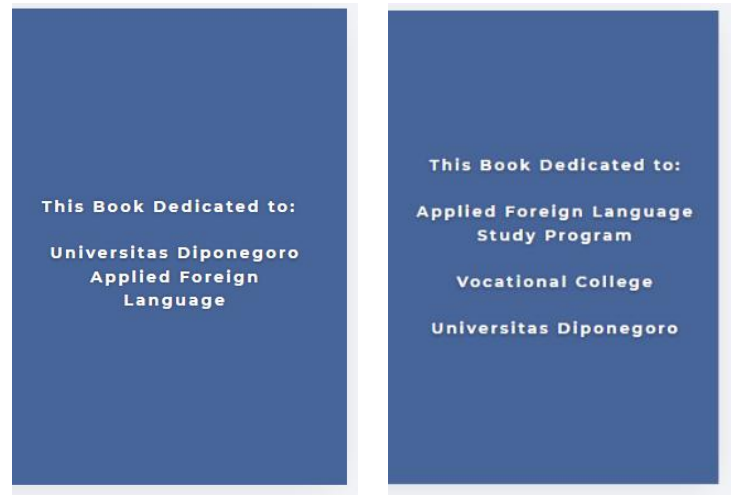 This Book Dedicated to:
Universitas Diponegoro
Applied Foreign
Language
This Book Dedicated to:
Applied Foreign Language
Study Program
Vocational College
Universitas Diponegoro